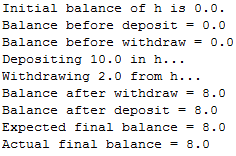 Initial balance of h is 0.0.
Balance before deposit = 0.0
Balance before withdraw = 0.0
Depositing 10.0 in h...
Withdrawing 2.0 from h...
Balance after withdraw = 8.0
Balance after deposit = 8.0
Expected final balance = 8.0
Actual final balance = 8.0